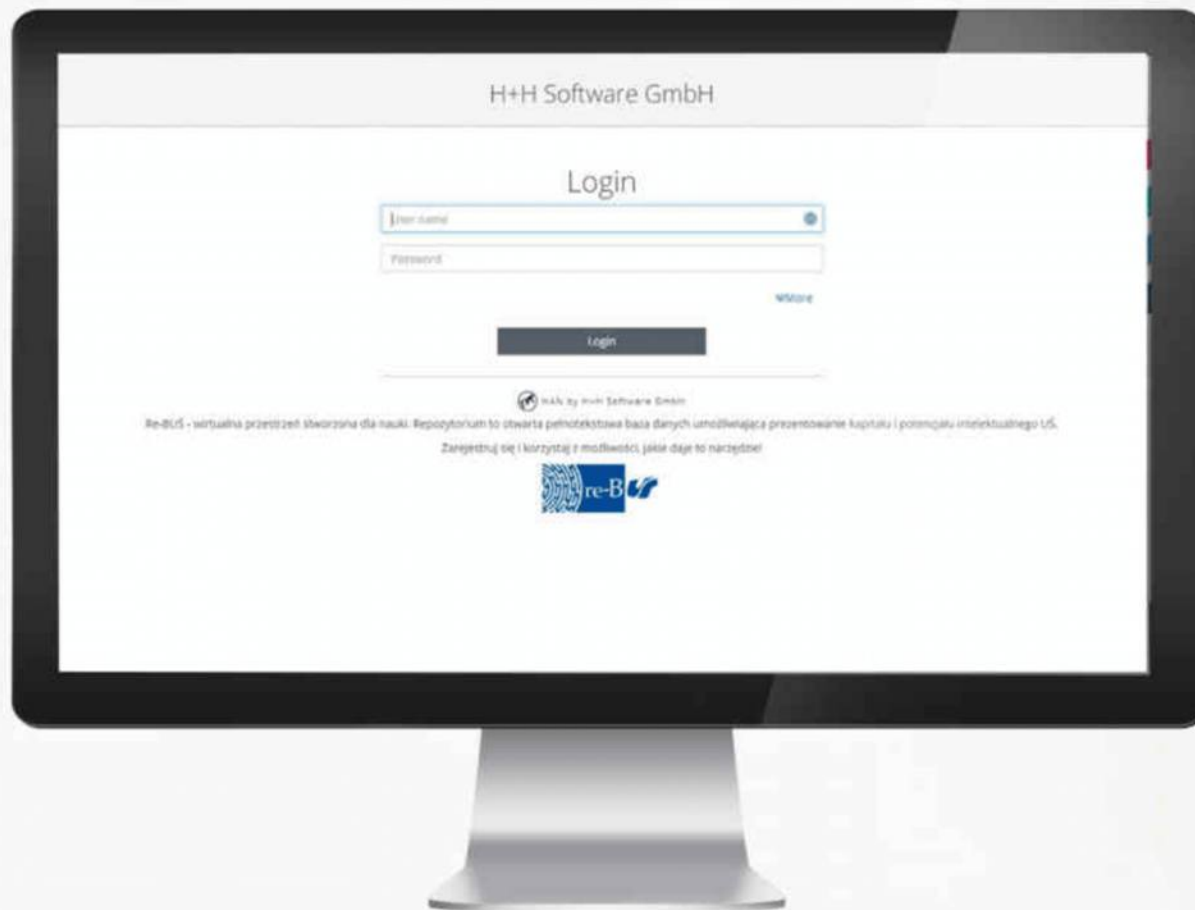 H+H Software GmbH
Login
User name
Password
More
Login
HAN by H+H Software GmbH
Re-BUŚ - wirtualna przestrzeń stworzona dla nauki. Repozytorium to otwarta pełnotekstowa baza danych umożliwiająca prezentowanie kapitału i potencjału intelektualnego UŚ.
Zarejestruj się i korzystaj z możliwości, jakie daje to narzędzie!
re-B